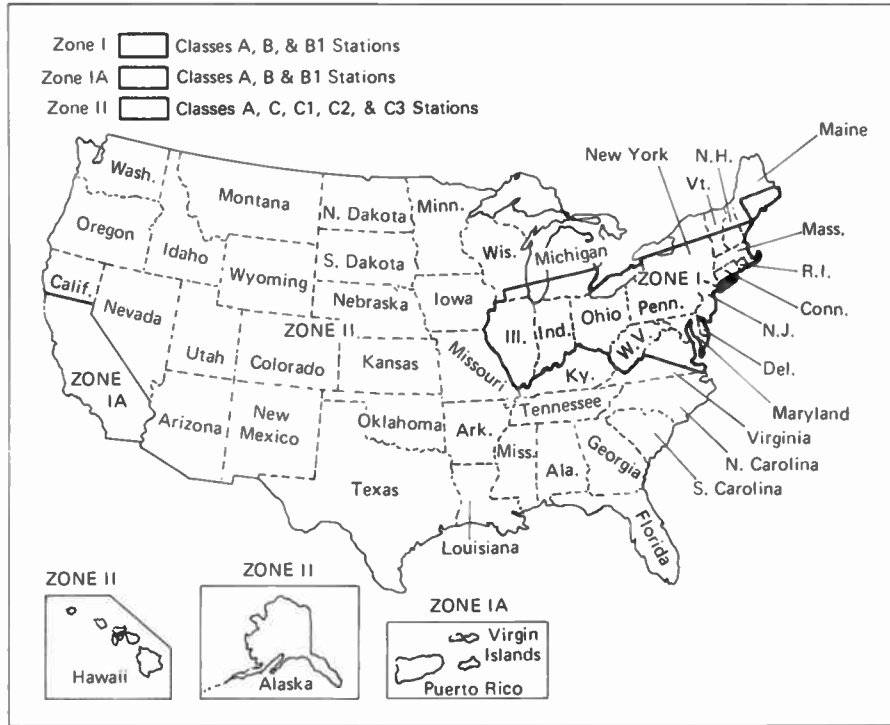 Zone I Classes A, B, & B1 Stations
Zone IA Classes A, B & B1 Stations
Zone II Classes A, C, C1, C2, & C3 Stations
Maine
New York
N.H.
Vt.
Wash.
Montana
N. Dakota
Minn.
Mass.
Oregon
Idaho
S. Dakota
Wis.
Michigan
R.I.
Wyoming
ZONE I
Calif.
Nevada
Nebraska
Iowa
Penn.
Conn.
Ohio
N.J.
ZONE II
Ill.
Ind.
Utah
Colorado
Kansas
Missouri
W.V.
Del.
ZONE
IA
Ky.
Maryland
Tennessee
Virginia
Arizona
New
Mexico
Oklahoma
Ark.
N. Carolina
Miss.
Ala.
Georgia
S. Carolina
Texas
Louisiana
Florida
ZONE II
Hawaii
ZONE II
Alaska
ZONE IA
Virgin
Islands
Puerto Rico